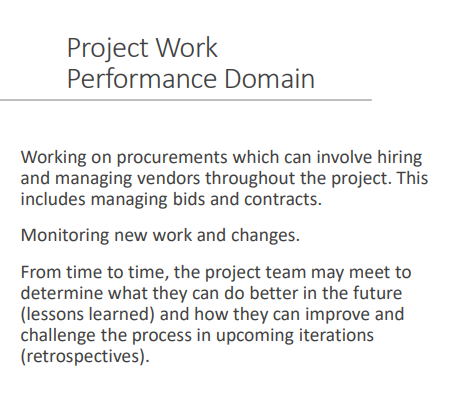 Project Work
Performance Domain
Working on procurements which can involve hiring
and managing vendors throughout the project. This
includes managing bids and contracts.
Monitoring new work and changes.
From time to time, the project team may meet to
determine what they can do better in the future
(lessons learned) and how they can improve and
challenge the process in upcoming iterations
(retrospectives).